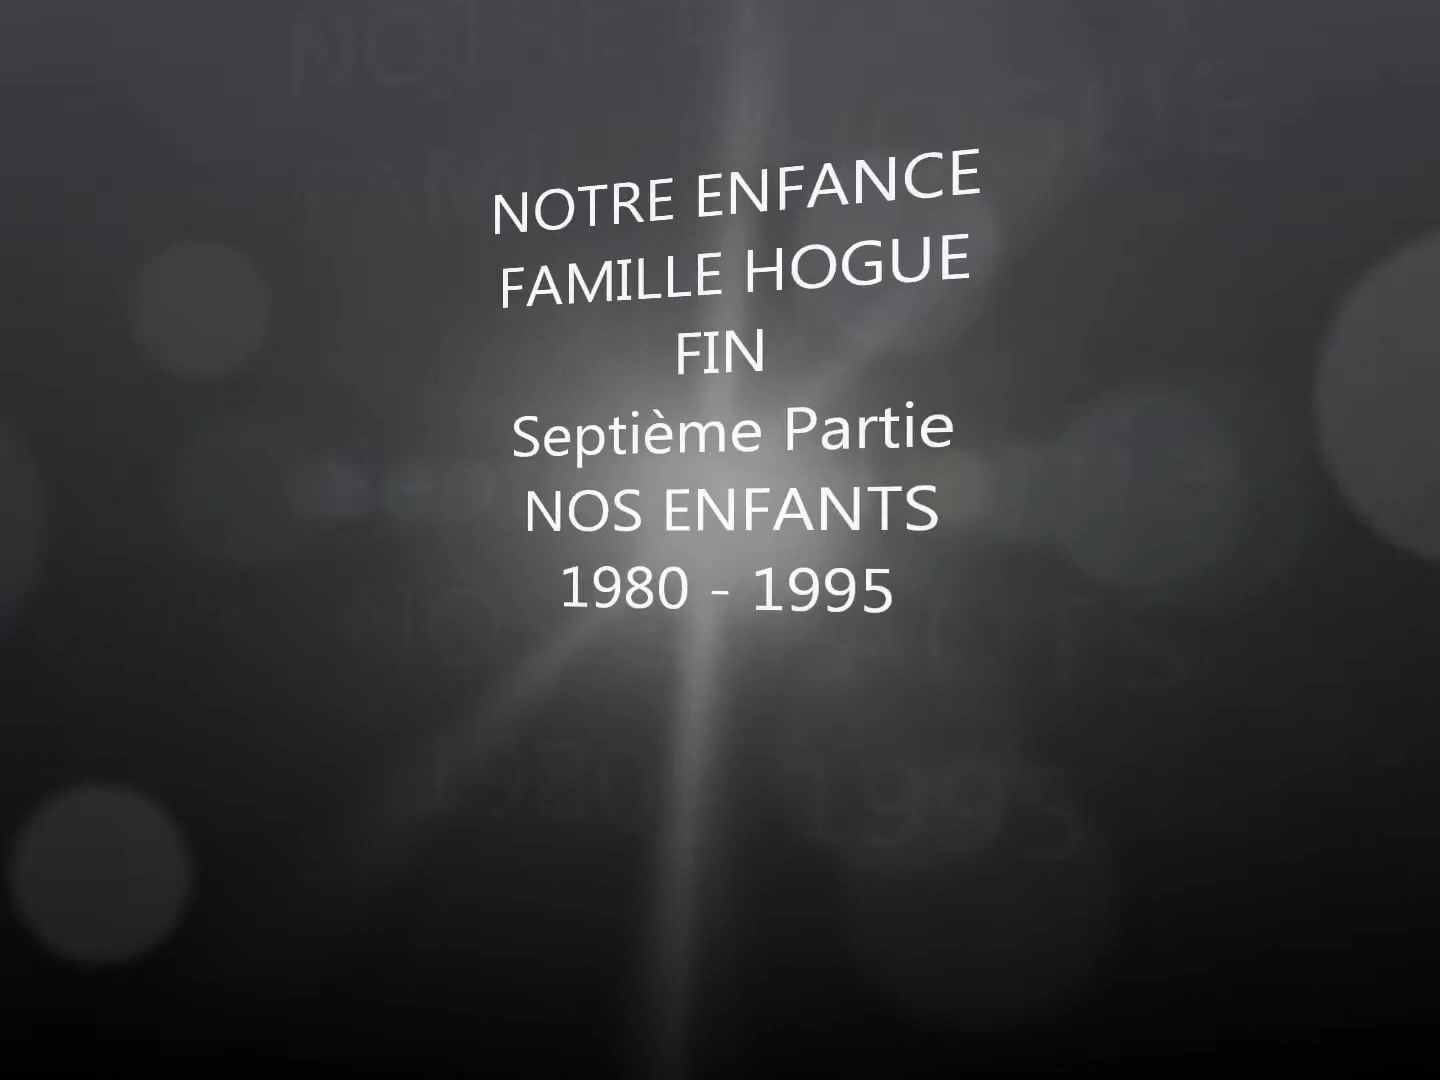 NOTRE ENFANCE
FAMILLE HOGUE
FIN
Septième Partie
NOS ENFANTS
1980 - 1995